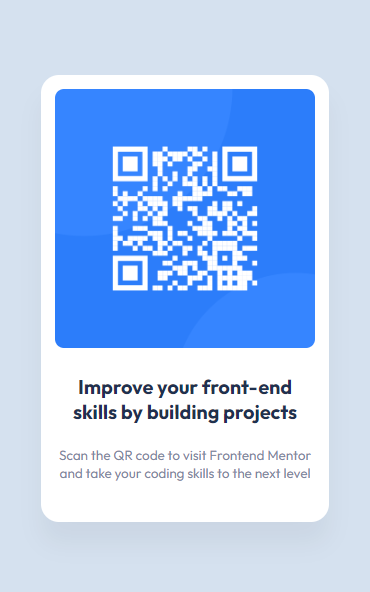 Improve your front-end
skills by building projects
Scan the QR code to visit Frontend Mentor
and take your coding skills to the next level